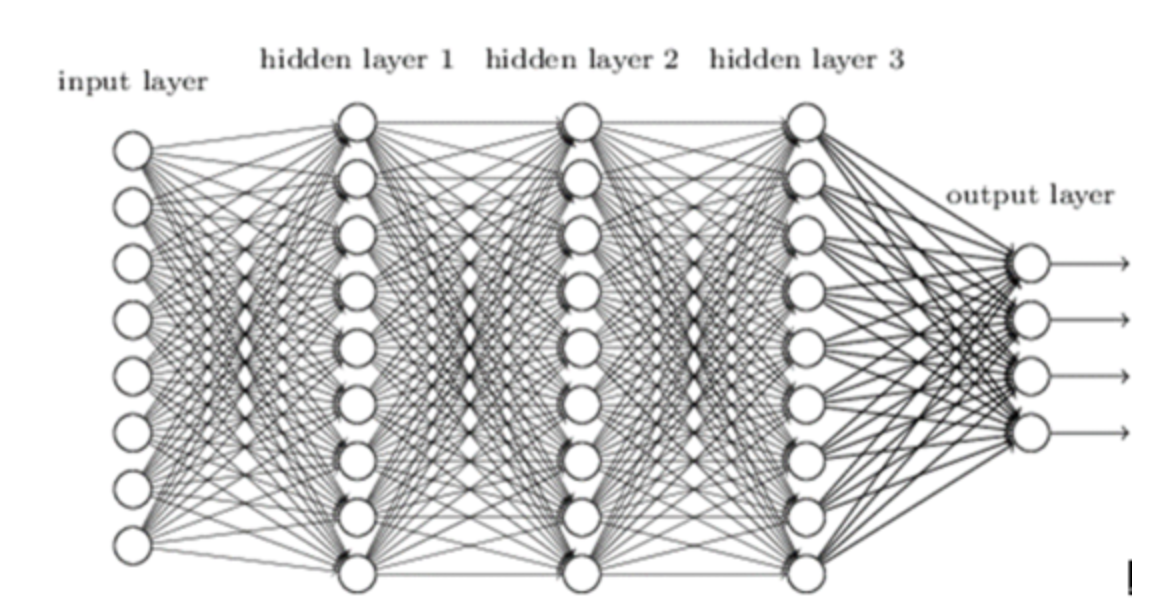 input layer
hidden layer 1
hidden layer 2
hidden layer 3
output layer